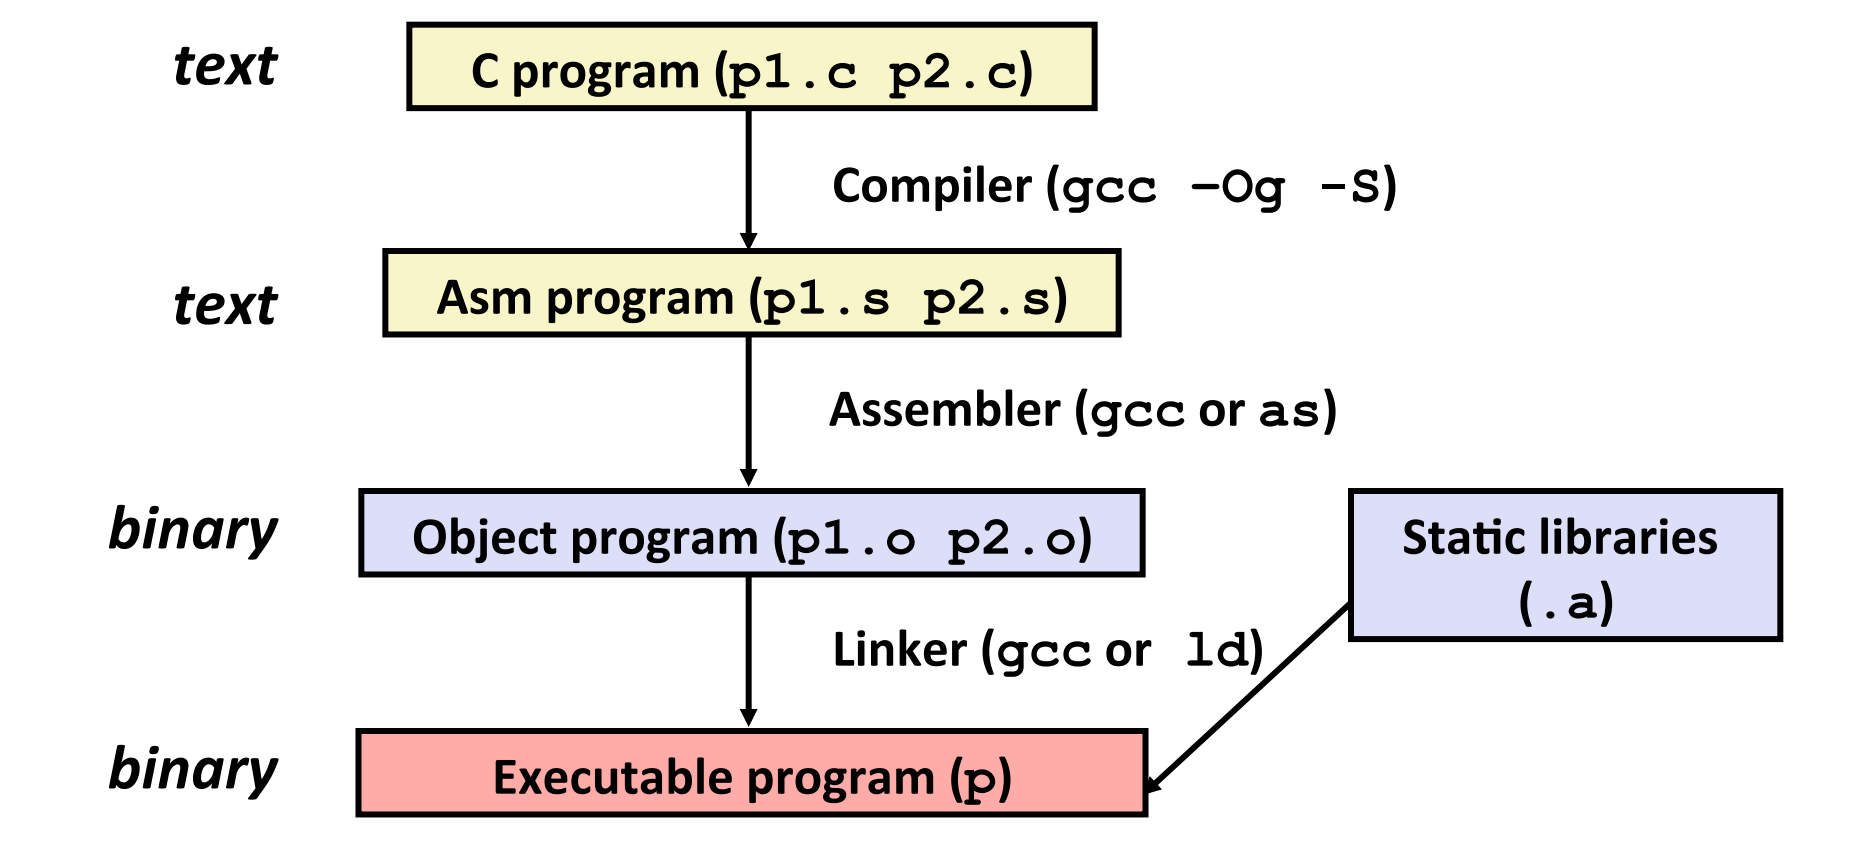 text
C program (p1.c p2.c)
Compiler (gcc –Og -S)
text
Asm program (p1.s p2.s)
Assembler (gcc or as)
binary
Object program (p1.o p2.o)
Static libraries
(.a)
Linker (gcc or ld)
binary
Executable program (p)